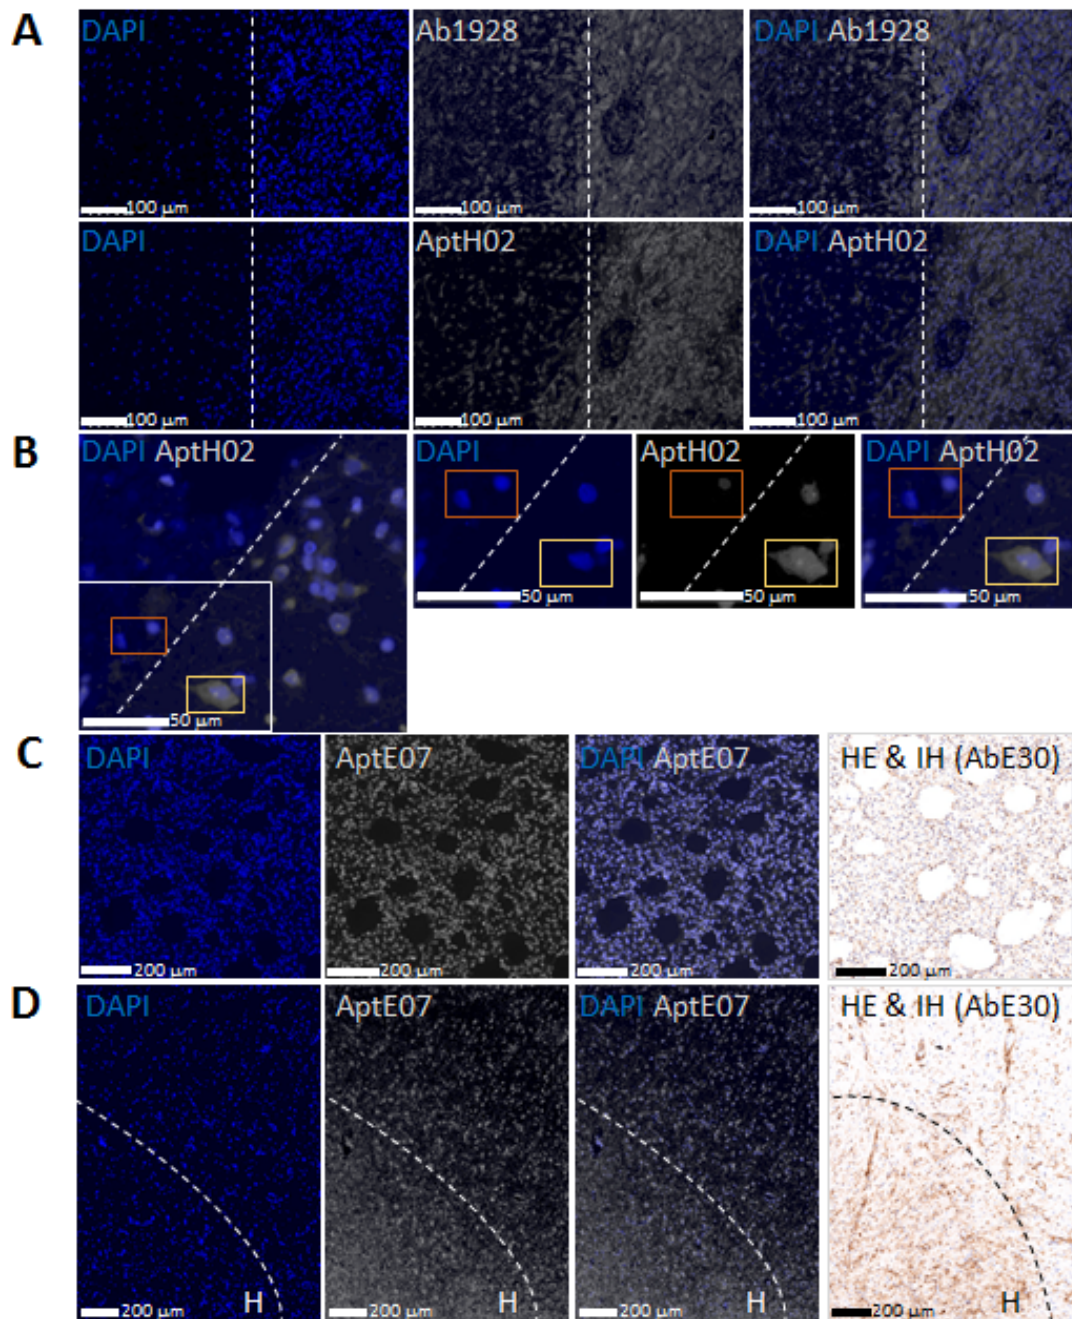 A
DAPI
Ab1928
DAPI Ab1928
100 µm
100 µm
100 µm
DAPI
AptH02
DAPI AptH02
100 µm
100 µm
100 µm
B
DAPI AptH02
DAPI
AptH02
DAPI AptH02
50 µm
50 µm
50 µm
50 µm
C
DAPI
AptE07
DAPI AptE07
HE & IH (AbE30)
200 µm
200 µm
200 µm
200 µm
D
DAPI
AptE07
DAPI AptE07
HE & IH (AbE30)
200 µm
H
200 µm
H
200 µm
H
200 µm
H